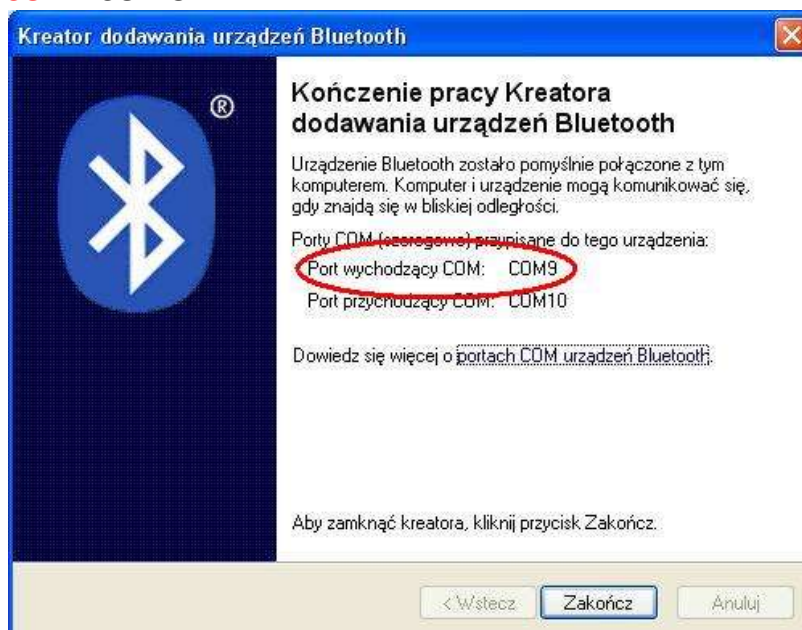 Kreator dodawania urządzeń Bluetooth
®
Kończenie pracy Kreatora
dodawania urządzeń Bluetooth
Urządzenie Bluetooth zostało pomyślnie połączone z tym
komputerem. Komputer i urządzenie mogą komunikować się,
gdy znajdą się w bliskiej odległości.
Porty COM (szeregowe) przypisane do tego urządzenia:
Port wychodzący COM: COM9
Port przychodzący COM: COM10
Dowiedz się więcej o portach COM urządzeń Bluetooth.
Aby zamknąć kreatora, kliknij przycisk Zakończ.
< Wstecz Zakończ Anuluj